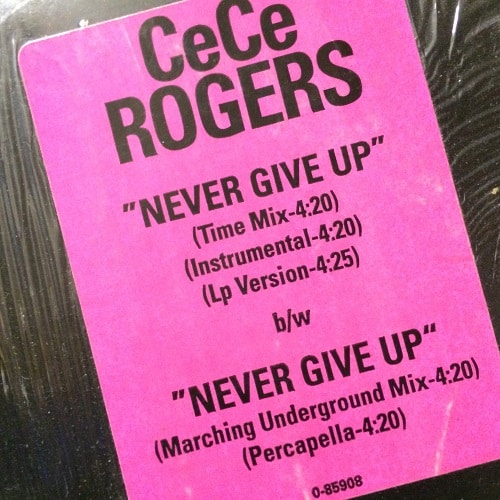 CeCe
ROGERS
"NEVER GIVE UP"
(Time Mix-4:20)
(Instrumental-4:20)
(Lp Version-4:25)
b/w
"NEVER GIVE UP"
(Marching Underground Mix-4:20)
(Percapella-4:20)
0-85908